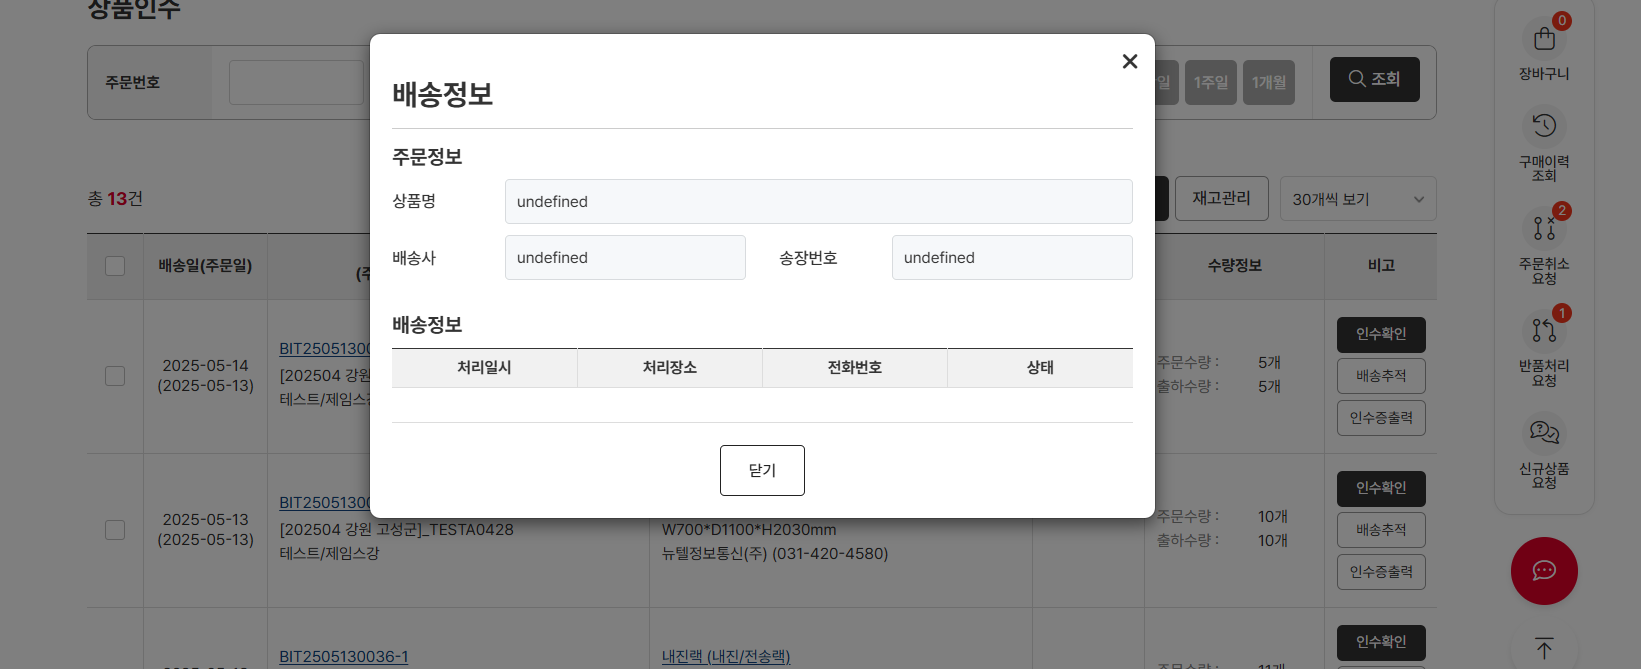 상품인수
주문번호
1주일
1개월
조회
총 13건
재고관리
30개씩 보기
배송일(주문일)
수량정보
비고
2025-05-14
(2025-05-13)
[202504 강원
테스트/제임스강
주문수량 : 5개
출하수량 : 5개
인수확인
배송추적
인수증출력
2025-05-13
(2025-05-13)
[202504 강원 고성군]_TESTA0428
테스트/제임스강
W700*D1100*H2030mm
뉴텔정보통신(주) (031-420-4580)
주문수량 : 10개
출하수량 : 10개
인수확인
배송추적
인수증출력
BIT2505130036-1
내진랙 (내진/전송랙)
인수확인
배송정보
주문정보
상품명 undefined
배송사 undefined 송장번호 undefined
배송정보
처리일시 처리장소 전화번호 상태
닫기
0
장바구니
구매이력
조회
2
주문취소
요청
1
반품처리
요청
신규상품
요청